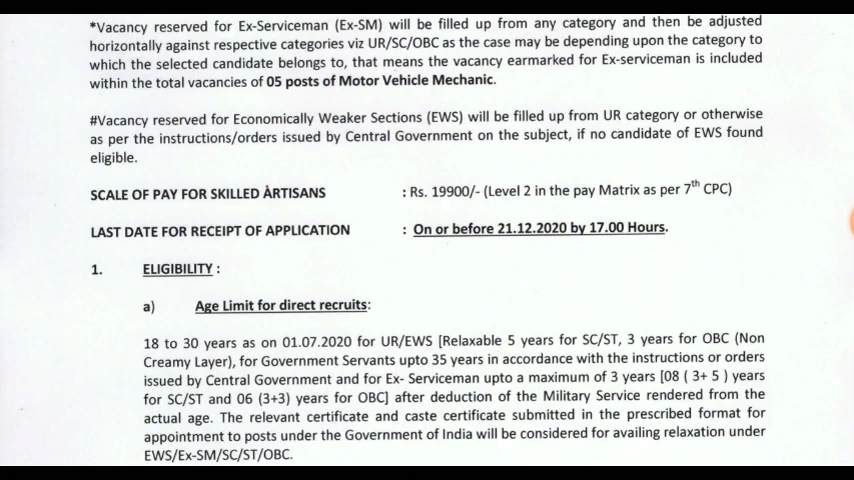 *Vacancy reserved for Ex-Serviceman (Ex-SM) will be filled up from any category and then be adjusted
horizontally against respective categories viz UR/SC/OBC as the case may be depending upon the category to
which the selected candidate belongs to, that means the vacancy earmarked for Ex-serviceman is included
within the total vacancies of 05 posts of Motor Vehicle Mechanic.
#Vacancy reserved for Economically Weaker Sections (EWS) will be filled up from UR category or otherwise
as per the instructions/orders issued by Central Government on the subject, if no candidate of EWS found
eligible.
SCALE OF PAY FOR SKILLED ARTISANS : Rs. 19900/- (Level 2 in the pay Matrix as per 7th CPC)
LAST DATE FOR RECEIPT OF APPLICATION : On or before 21.12.2020 by 17.00 Hours.
1. ELIGIBILITY :
a) Age Limit for direct recruits:
18 to 30 years as on 01.07.2020 for UR/EWS [Relaxable 5 years for SC/ST, 3 years for OBC (Non
Creamy Layer), for Government Servants upto 35 years in accordance with the instructions or orders
issued by Central Government and for Ex- Serviceman upto a maximum of 3 years [08 ( 3+ 5 ) years
for SC/ST and 06 (3+3) years for OBC] after deduction of the Military Service rendered from the
actual age. The relevant certificate and caste certificate submitted in the prescribed format for
appointment to posts under the Government of India will be considered for availing relaxation under
EWS/Ex-SM/SC/ST/OBC.